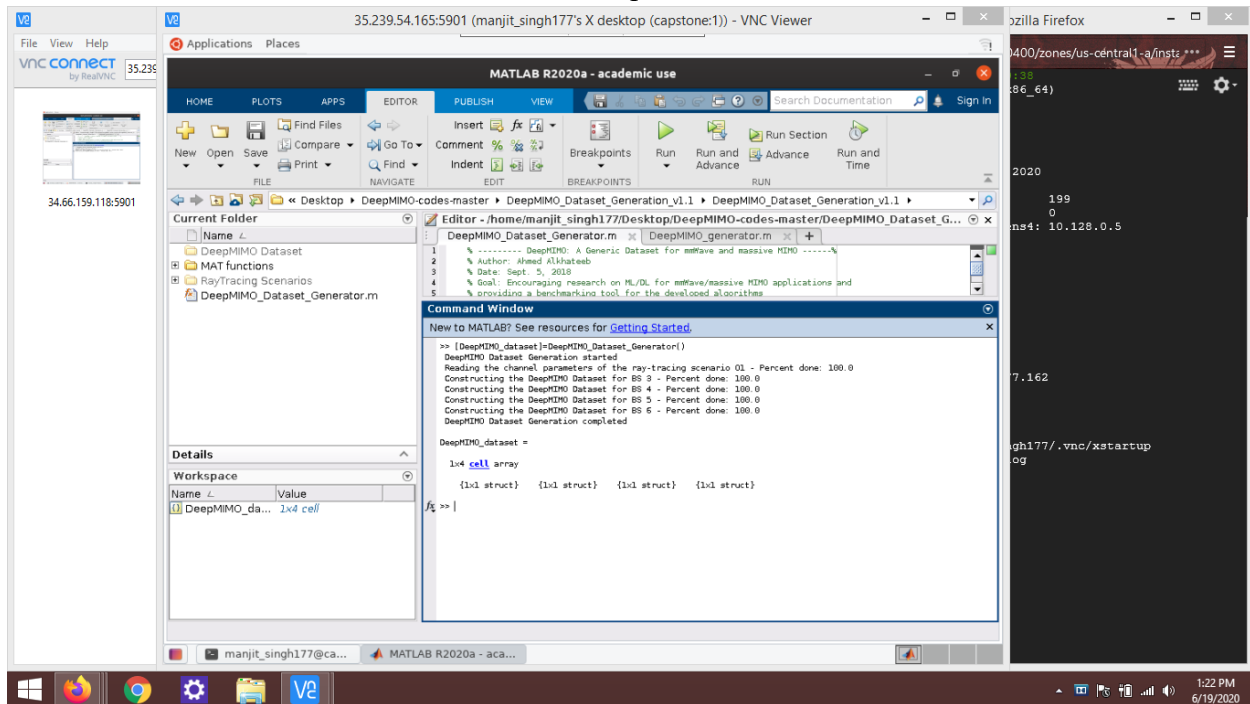 35.239.54.165:5901 (manjit_singh177's X desktop (capstone:1)) - VNC Viewer
ozilla Firefox
File View Help
VNC CONNECT
by RealVNC
35.239
34.66.159.118:5901
Applications Places
MATLAB R2020a - academic use
HOME PLOTS APPS EDITOR PUBLISH VIEW
Search Documentation
Sign In
New Open Save
Find Files
Compare
Print
FILE
Go To
Find
NAVIGATE
Insert
Comment
Indent
EDIT
Breakpoints
BREAKPOINTS
Run
Run and Advance
Run Section
Advance
Run and Time
RUN
« Desktop DeepMIMO-codes-master DeepMIMO_Dataset_Generation_v1.1 DeepMIMO_Dataset_Generation_v1.1
Current Folder
Name
DeepMIMO Dataset
MAT functions
RayTracing Scenarios
DeepMIMO_Dataset_Generator.m
Details
Workspace
Name Value
DeepMIMO_da... 1x4 cell
Editor - /home/manjit_singh177/Desktop/DeepMIMO-codes-master/DeepMIMO_Dataset_G...
DeepMIMO_Dataset_Generator.m DeepMIMO_generator.m
1 % --------- DeepMIMO: A Generic Dataset for mmWave and massive MIMO ------%
2 % Author: Ahmed Alkhateeb
3 % Date: Sept. 5, 2018
4 % Goal: Encouraging research on ML/DL for mmWave/massive MIMO applications and
5 % providing a benchmarking tool for the developed algorithms
Command Window
New to MATLAB? See resources for Getting Started.
>> [DeepMIMO_dataset]=DeepMIMO_Dataset_Generator()
DeepMIMO Dataset Generation started
Reading the channel parameters of the ray-tracing scenario O1 - Percent done: 100.0
Constructing the DeepMIMO Dataset for BS 3 - Percent done: 100.0
Constructing the DeepMIMO Dataset for BS 4 - Percent done: 100.0
Constructing the DeepMIMO Dataset for BS 5 - Percent done: 100.0
Constructing the DeepMIMO Dataset for BS 6 - Percent done: 100.0
DeepMIMO Dataset Generation completed
DeepMIMO_dataset =
1×4 cell array
{1×1 struct} {1×1 struct} {1×1 struct} {1×1 struct}
fx >>
manjit_singh177@ca...
MATLAB R2020a - aca...
0400/zones/us-central1-a/insta
:38
86_64)
2020
199
0
ens4: 10.128.0.5
77.162
ngh177/.vnc/xstartup
log
1:22 PM
6/19/2020